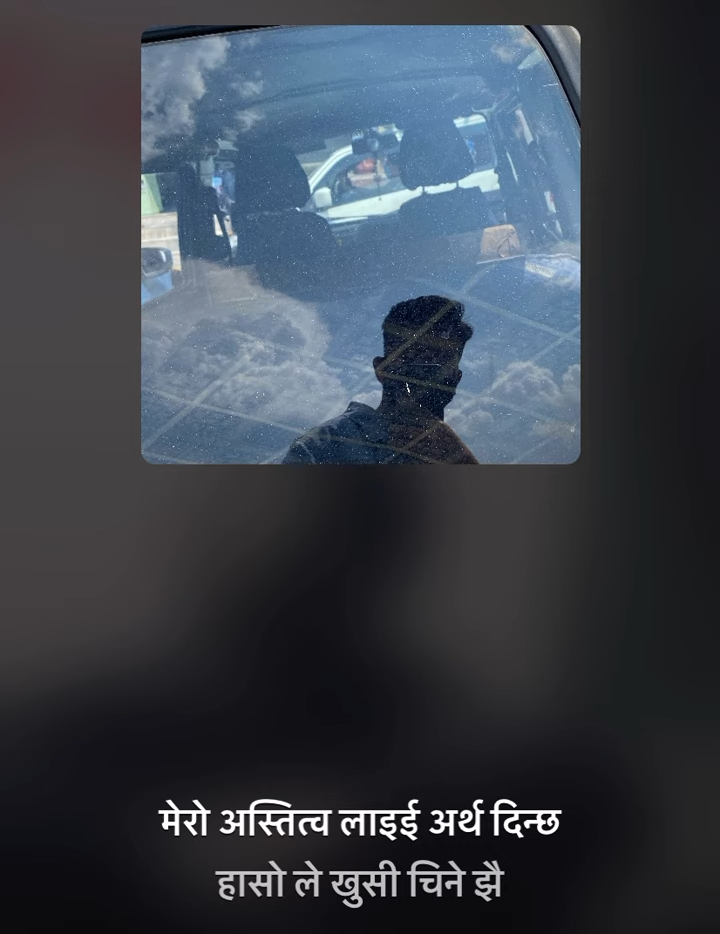 मेरो अस्तित्व लाइई अर्थ दिन्छ
हासो ले खुसी चिने झै